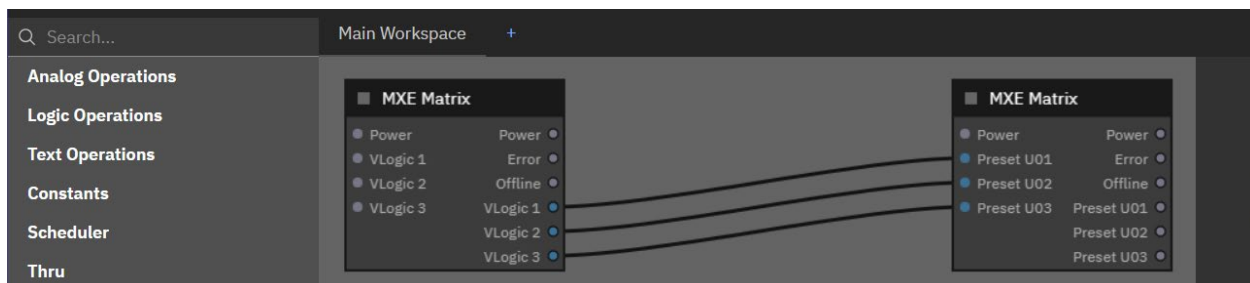 Search...
Main Workspace +
Analog Operations
Logic Operations
Text Operations
Constants
Scheduler
Thru
MXE Matrix
Power Power
VLogic 1 Error
VLogic 2 Offline
VLogic 3 VLogic 1
VLogic 2
VLogic 3
MXE Matrix
Power Power
Preset U01 Error
Preset U02 Offline
Preset U03 Preset U01
Preset U02
Preset U03